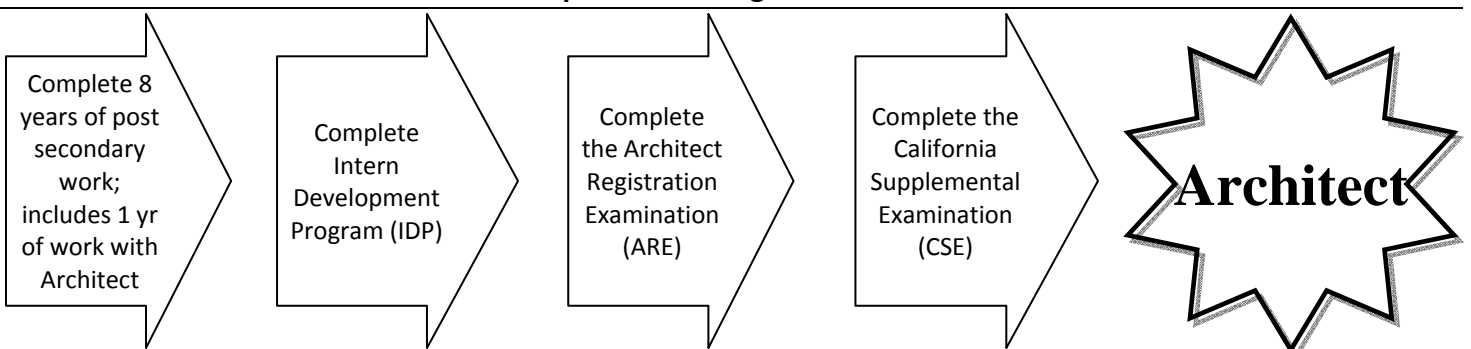 Complete 8
years of post
secondary
work;
includes 1 yr
of work with
Architect
Complete
Intern
Development
Program (IDP)
Complete
the Architect
Registration
Examination
(ARE)
Complete the
California
Supplemental
Examination
(CSE)
Architect